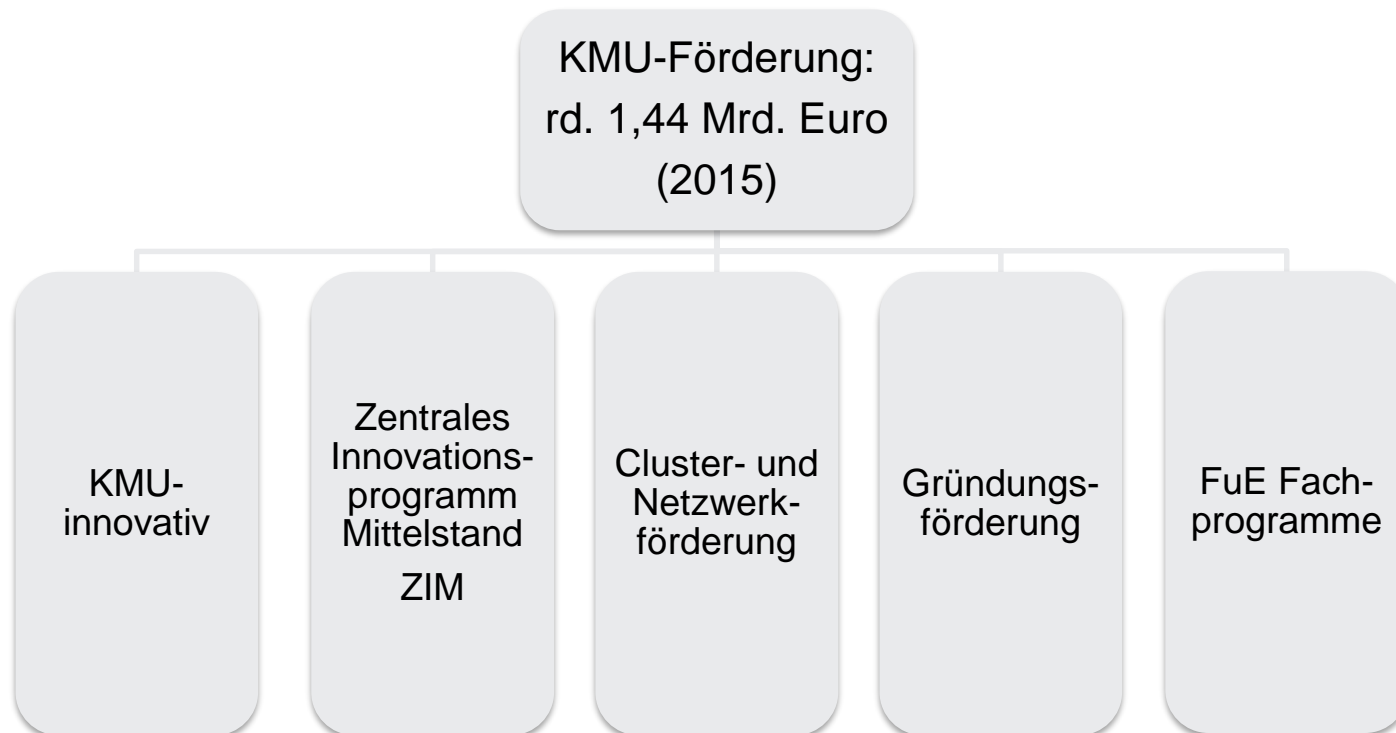 KMU-Förderung:
rd. 1,44 Mrd. Euro
(2015)
KMU-
innovativ
Zentrales
Innovations-
programm
Mittelstand
ZIM
Cluster- und
Netzwerk-
förderung
Gründungs-
förderung
FuE Fach-
programme